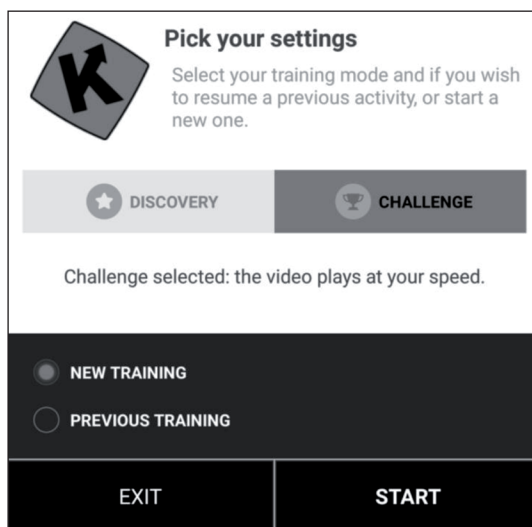 Pick your settings
Select your training mode and if you wish
to resume a previous activity, or start a
new one.
DISCOVERY
CHALLENGE
Challenge selected: the video plays at your speed.
NEW TRAINING
PREVIOUS TRAINING
EXIT
START